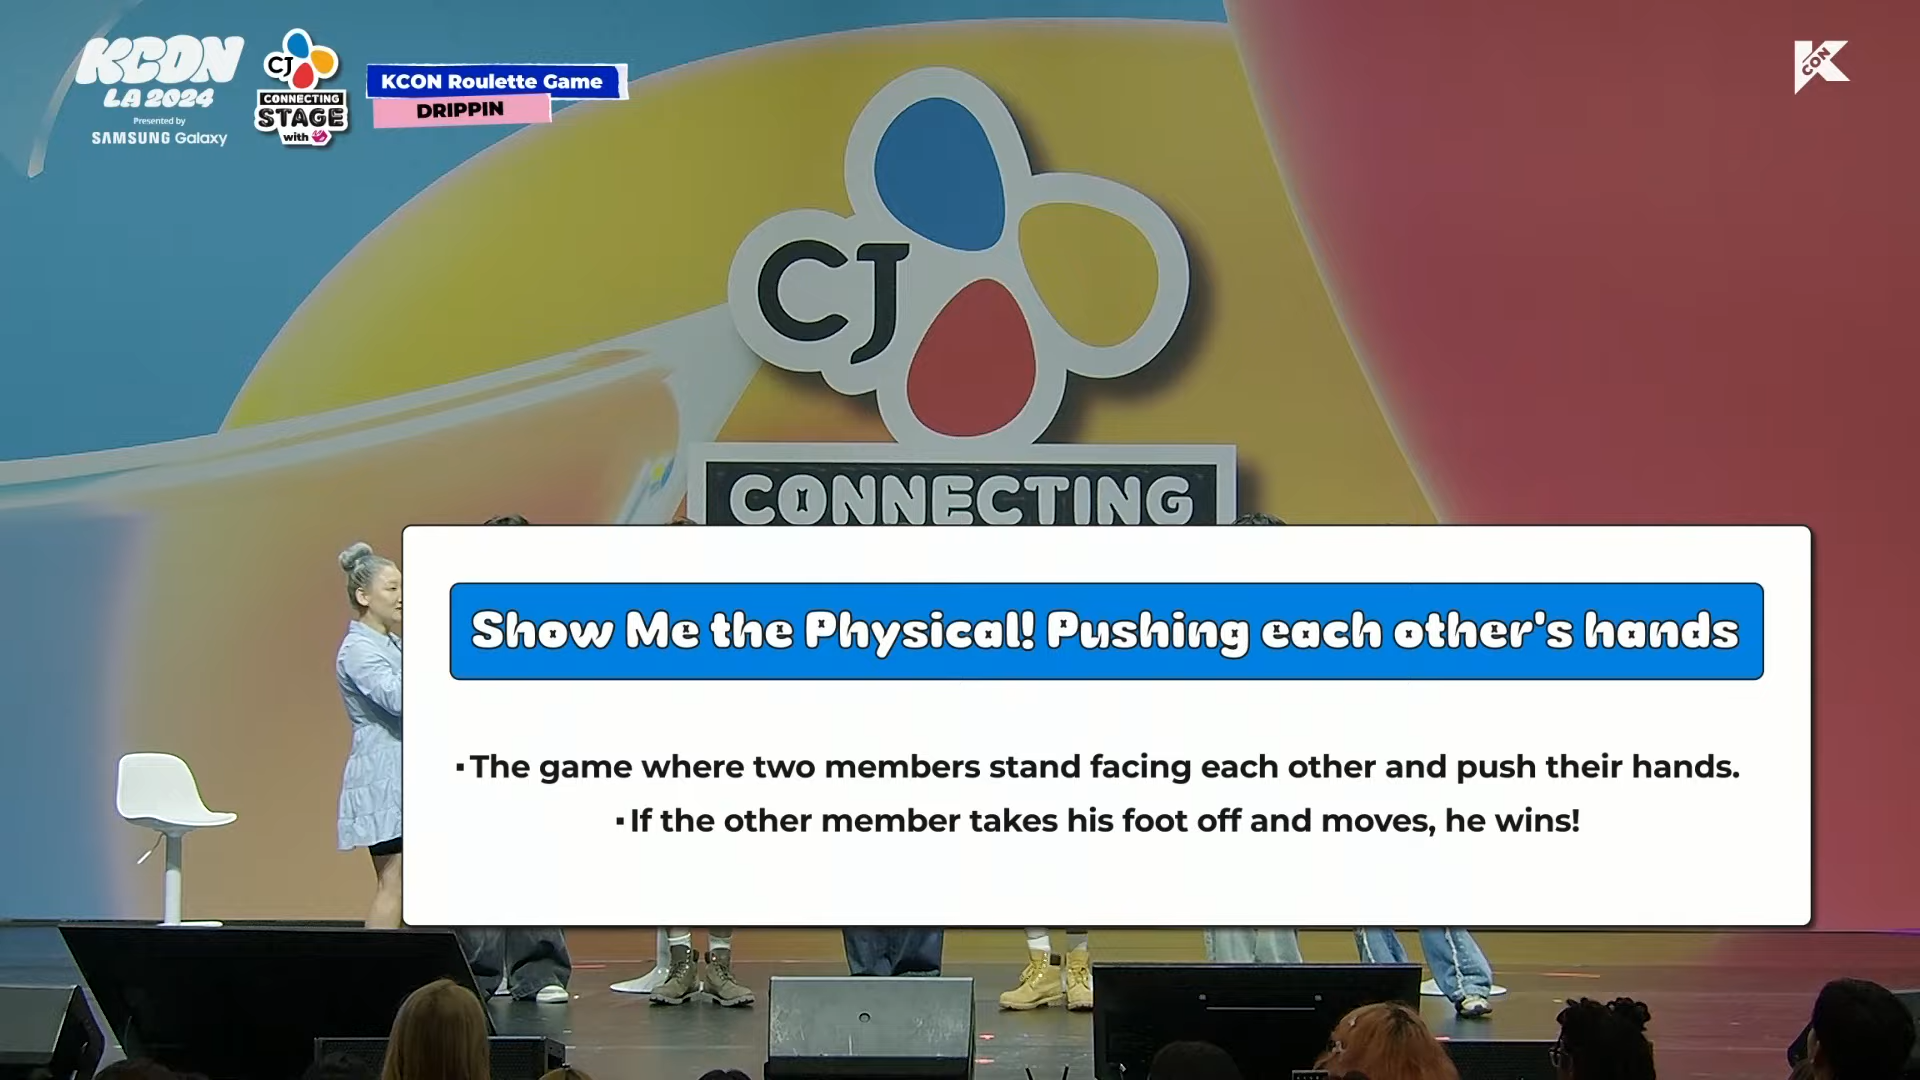 KCON
LA 2024
Presented by
SAMSUNG Galaxy
CJ
CONNECTING
STAGE
with
KCON Roulette Game
DRIPPIN
KCON
CJ
CONNECTING
Show Me the Physical! Pushing each other's hands
▪The game where two members stand facing each other and push their hands.
▪If the other member takes his foot off and moves, he wins!